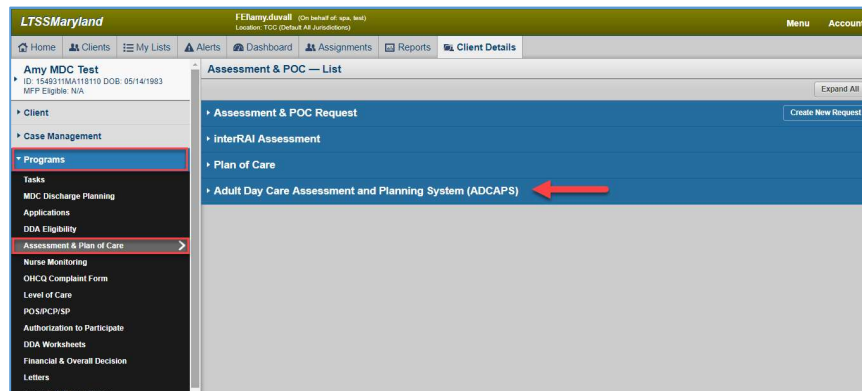 LTSSMaryland
FEI\amy.duvall (On behalf of: spa, test)
Location: TCC (Default All Jurisdictions)
Menu Account
Home Clients My Lists Alerts Dashboard Assignments Reports Client Details
Amy MDC Test
ID: 1549311MA118110 DOB: 05/14/1983
MFP Eligible: N/A
Client
Case Management
Programs
Tasks
MDC Discharge Planning
Applications
DDA Eligibility
Assessment & Plan of Care
Nurse Monitoring
OHCQ Complaint Form
Level of Care
POS/PCP/SP
Authorization to Participate
DDA Worksheets
Financial & Overall Decision
Letters
Assessment & POC — List
Expand All
Assessment & POC Request
Create New Request
interRAI Assessment
Plan of Care
Adult Day Care Assessment and Planning System (ADCAPS)